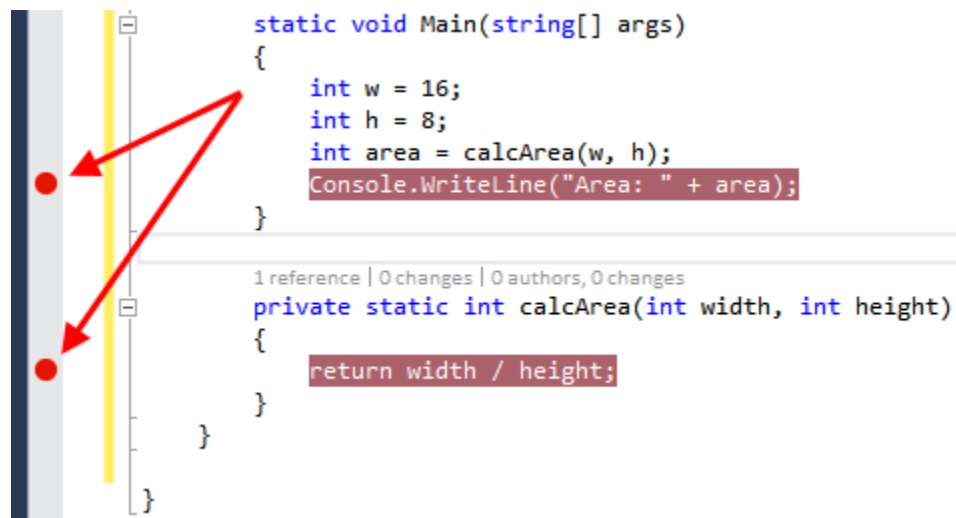 static void Main(string[] args)
{
int w = 16;
int h = 8;
int area = calcArea(w, h);
Console.WriteLine("Area: " + area);
}
1 reference | 0 changes | 0 authors, 0 changes
private static int calcArea(int width, int height)
{
return width / height;
}
}
}